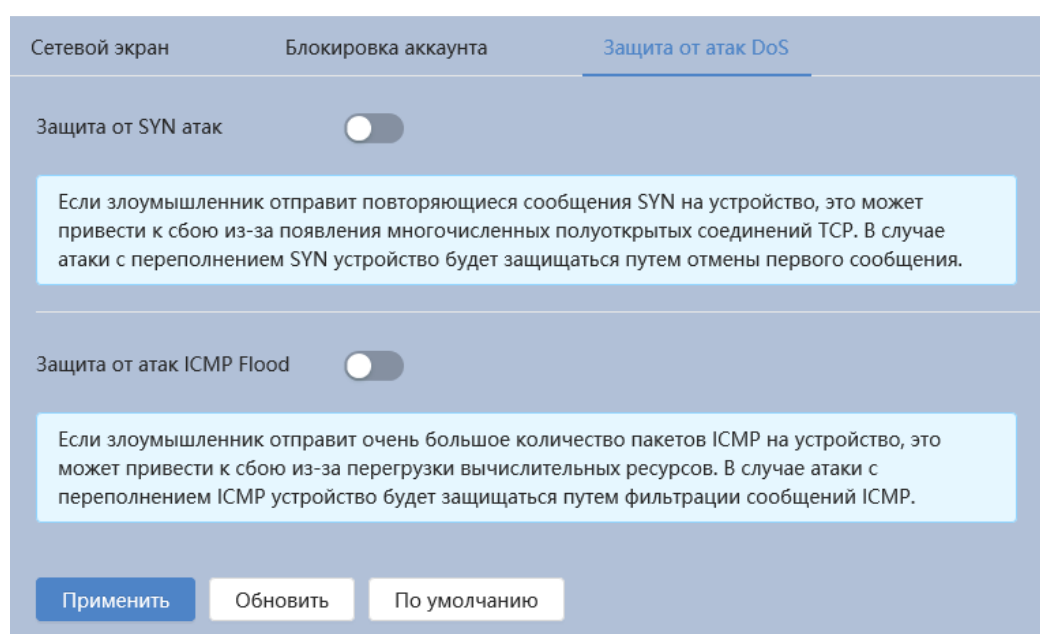 Сетевой экран Блокировка аккаунта Защита от атак DoS
Защита от SYN атак
Если злоумышленник отправит повторяющиеся сообщения SYN на устройство, это может
привести к сбою из-за появления многочисленных полуоткрытых соединений TCP. В случае
атаки с переполнением SYN устройство будет защищаться путем отмены первого сообщения.
Защита от атак ICMP Flood
Если злоумышленник отправит очень большое количество пакетов ICMP на устройство, это
может привести к сбою из-за перегрузки вычислительных ресурсов. В случае атаки с
переполнением ICMP устройство будет защищаться путем фильтрации сообщений ICMP.
Применить Обновить По умолчанию